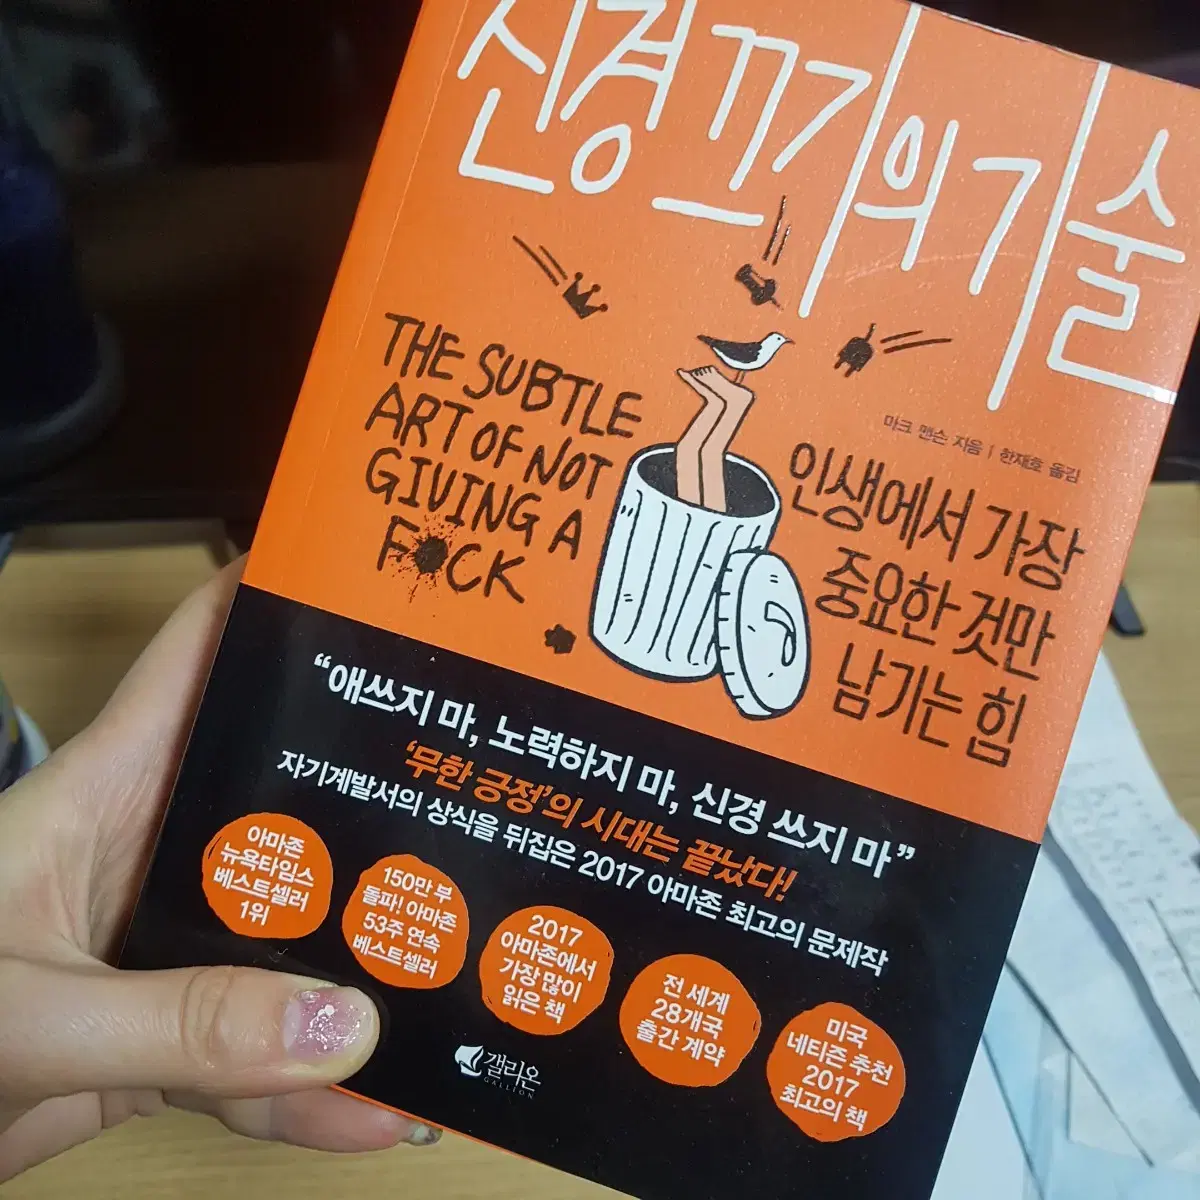 신경 끄기의 기술
THE SUBTLE
ART OF NOT
GIVING A
F CK
마크 맨슨 지음 | 한재호 옮김
인생에서 가장
중요한 것만
남기는 힘
“애쓰지 마, 노력하지 마, 신경 쓰지 마”
‘무한 긍정’의 시대는 끝났다!
자기계발서의 상식을 뒤집은 2017 아마존 최고의 문제작
아마존
뉴욕타임스
베스트셀러
1위
150만 부
돌파! 아마존
53주 연속
베스트셀러
2017
아마존에서
가장 많이
읽은 책
전 세계
28개국
출간 계약
미국
네티즌 추천
2017
최고의 책
갤리온
GALLEON